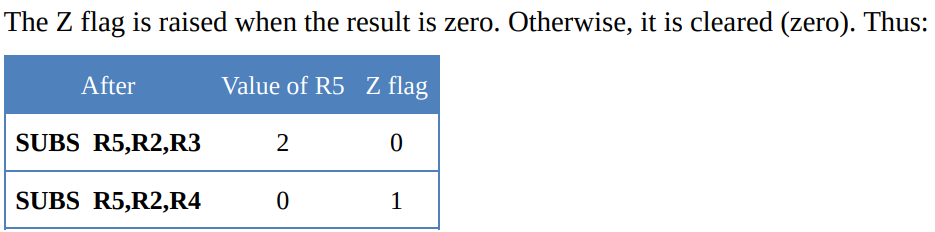 The Z flag is raised when the result is zero. Otherwise, it is cleared (zero). Thus:
After Value of R5 Z flag
SUBS R5,R2,R3 2 0
SUBS R5,R2,R4 0 1